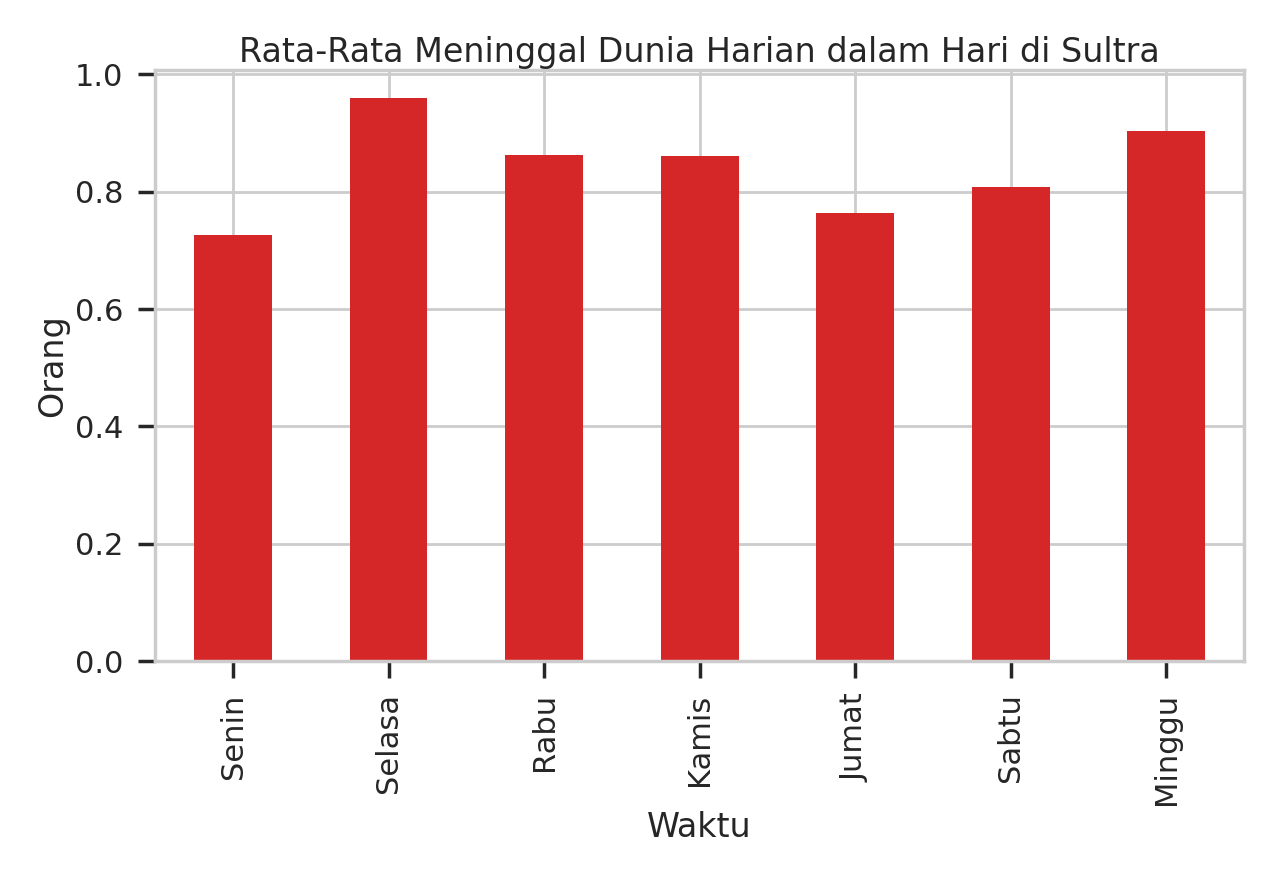 Rata-Rata Meninggal Dunia Harian dalam Hari di Sultra
1.0
0.8
0.6
0.4
0.2
0.0
Orang
Senin
Selasa
Rabu
Kamis
Jumat
Sabtu
Minggu
Waktu